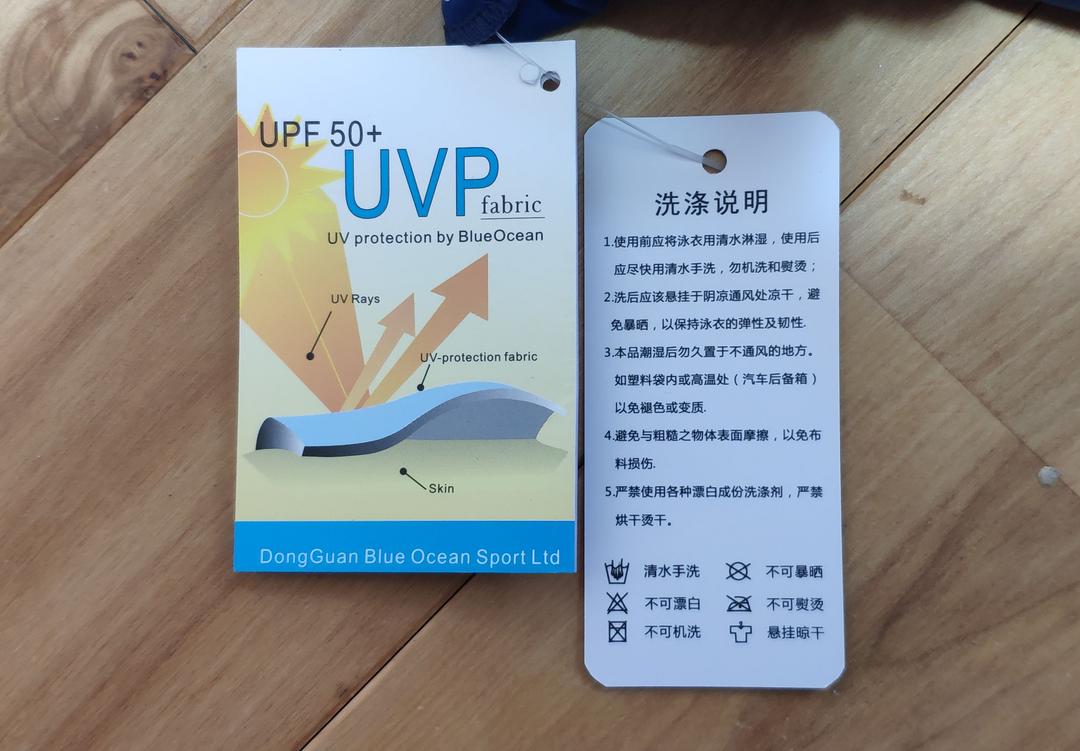 UPF 50+
UVP
fabric
UV protection by BlueOcean
UV Rays
UV-protection fabric
Skin
DongGuan Blue Ocean Sport Ltd
洗涤说明
1.使用前应将泳衣用清水淋湿，使用后
应尽快用清水手洗，勿机洗和熨烫；
2.洗后应该悬挂于阴凉通风处凉干，避
免暴晒，以保持泳衣的弹性及韧性.
3.本品潮湿后勿久置于不通风的地方。
如塑料袋内或高温处（汽车后备箱）
以免褪色或变质.
4.避免与粗糙之物体表面摩擦，以免布
料损伤.
5.严禁使用各种漂白成份洗涤剂，严禁
烘干烫干。
清水手洗 不可暴晒
不可漂白 不可熨烫
不可机洗 悬挂晾干